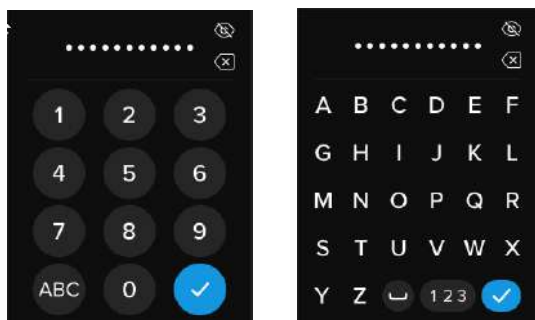 1 2 3
4 5 6
7 8 9
ABC 0
A B C D E F
G H I J K L
M N O P Q R
S T U V W X
Y Z 123